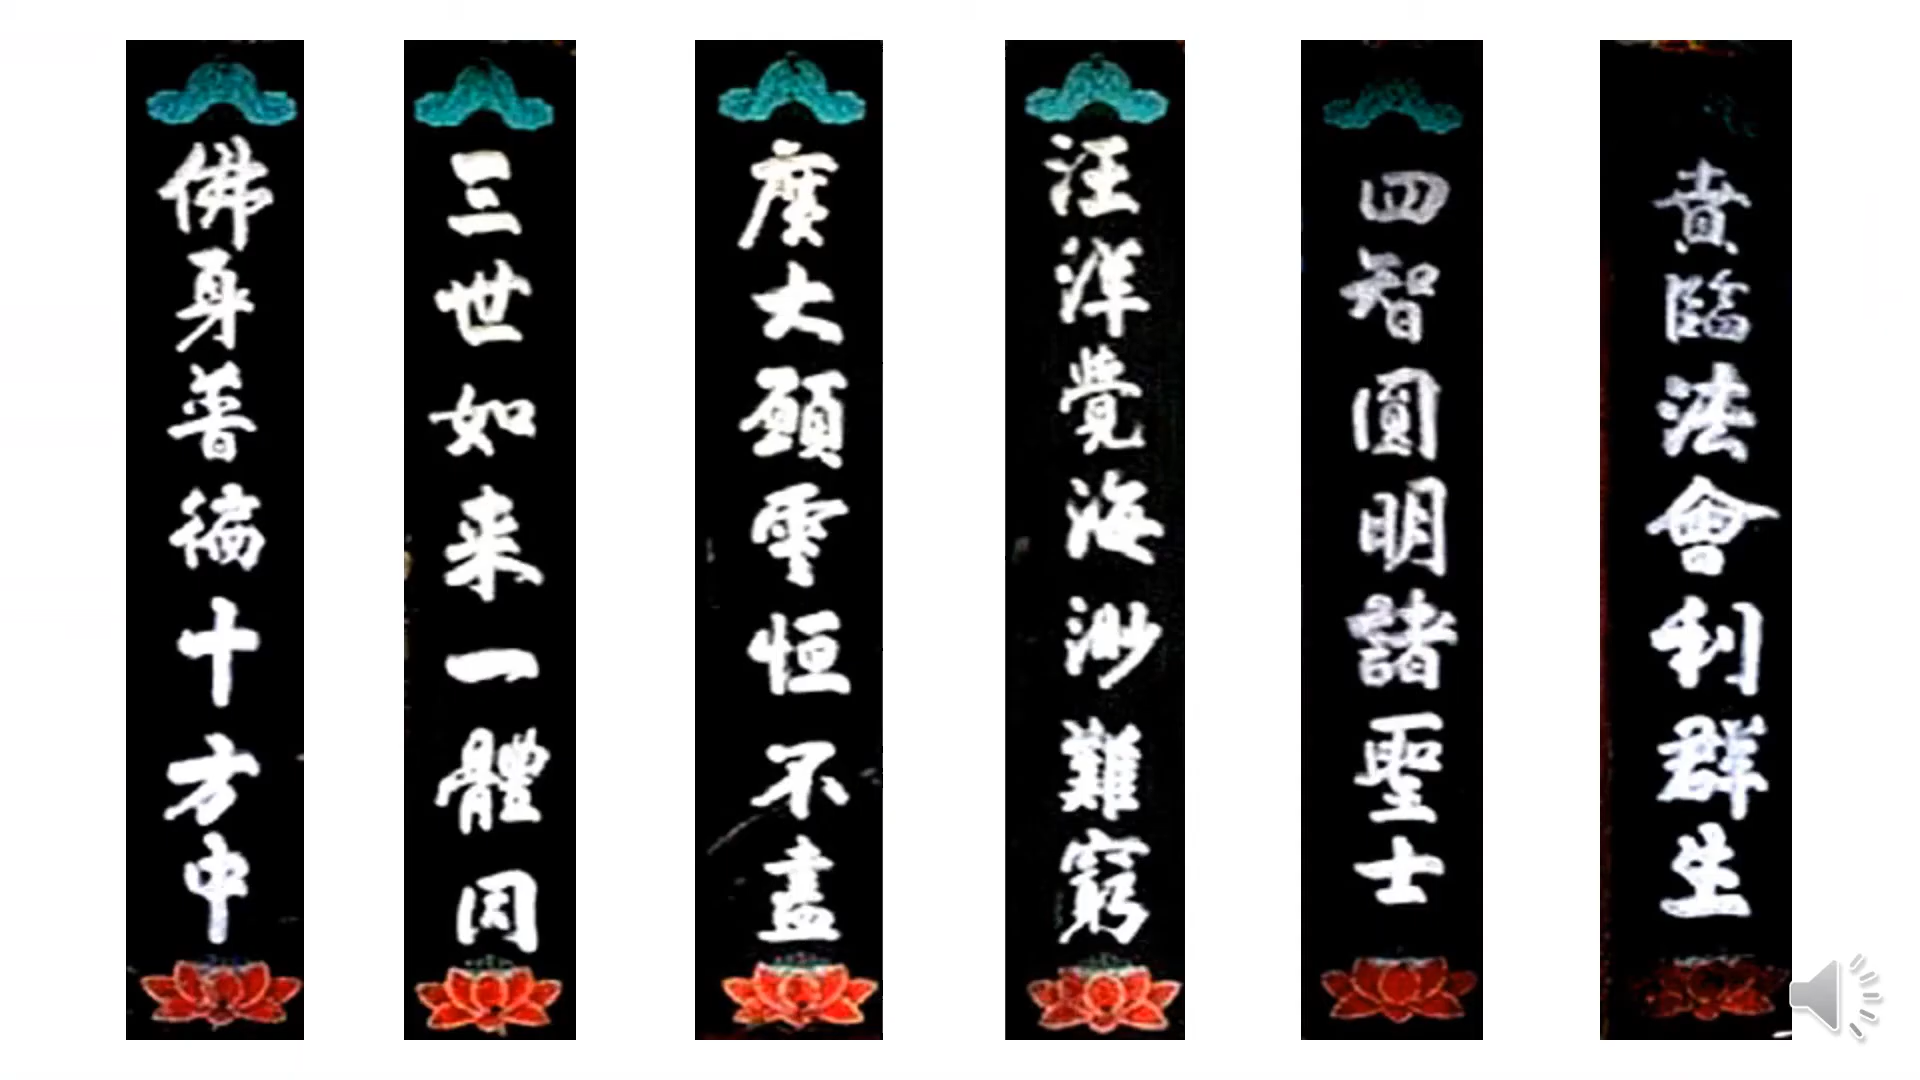 佛身普徧十方中
三世如来一體同
廣大願雲恒不盡
汪洋覺海渺難窮
四智圓明諸聖士
賁臨法會利群生